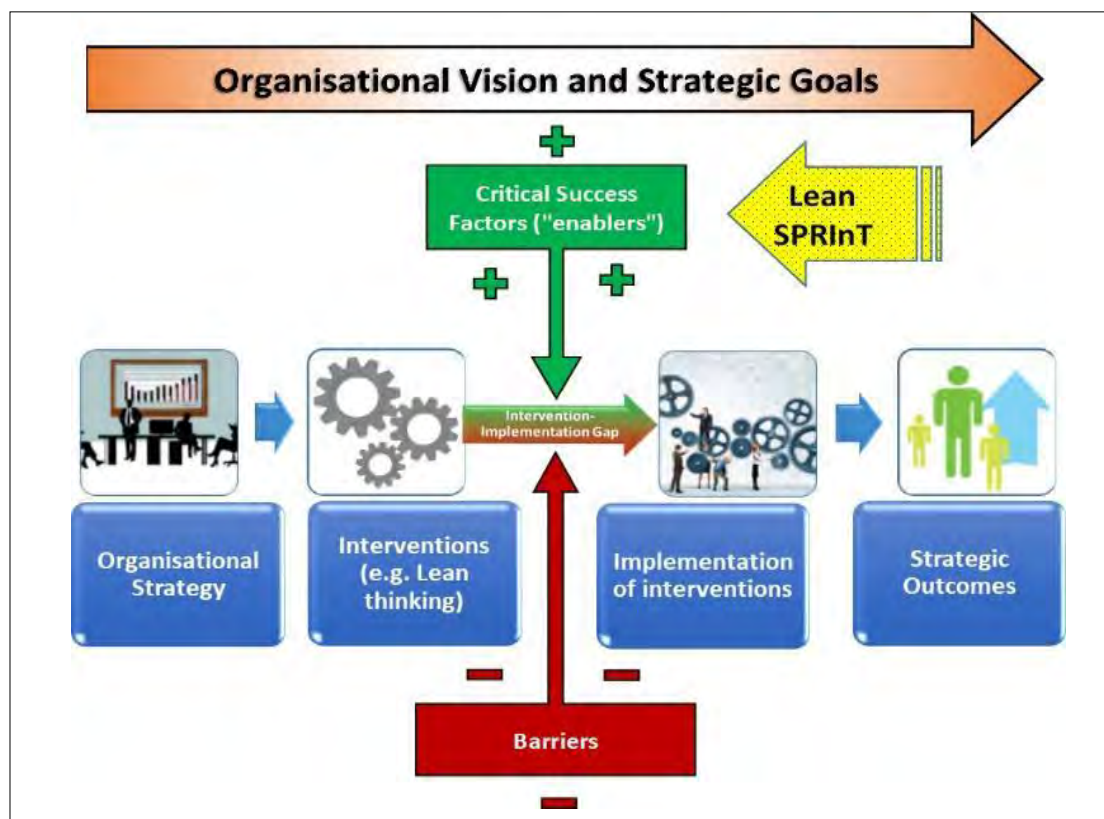 Organisational Vision and Strategic Goals
Critical Success
Factors ("enablers")
Lean
SPRInT
Intervention-
Implementation Gap
Organisational
Strategy
Interventions
(e.g. Lean
thinking)
Implementation
of interventions
Strategic
Outcomes
Barriers